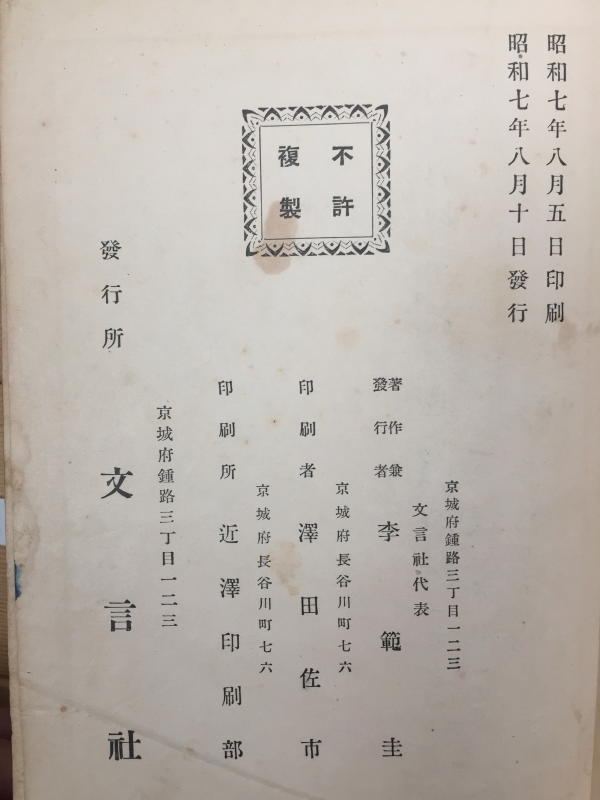 昭和七年八月五日印刷
昭和七年八月十日發行
不許
複製
京城府鍾路三丁目一二三
文言社代表
著作兼
發行者
李範圭
京城府長谷川町七六
印刷者 澤田佐市
京城府長谷川町七六
印刷所 近澤印刷部
京城府鍾路三丁目一二三
發行所 文言社